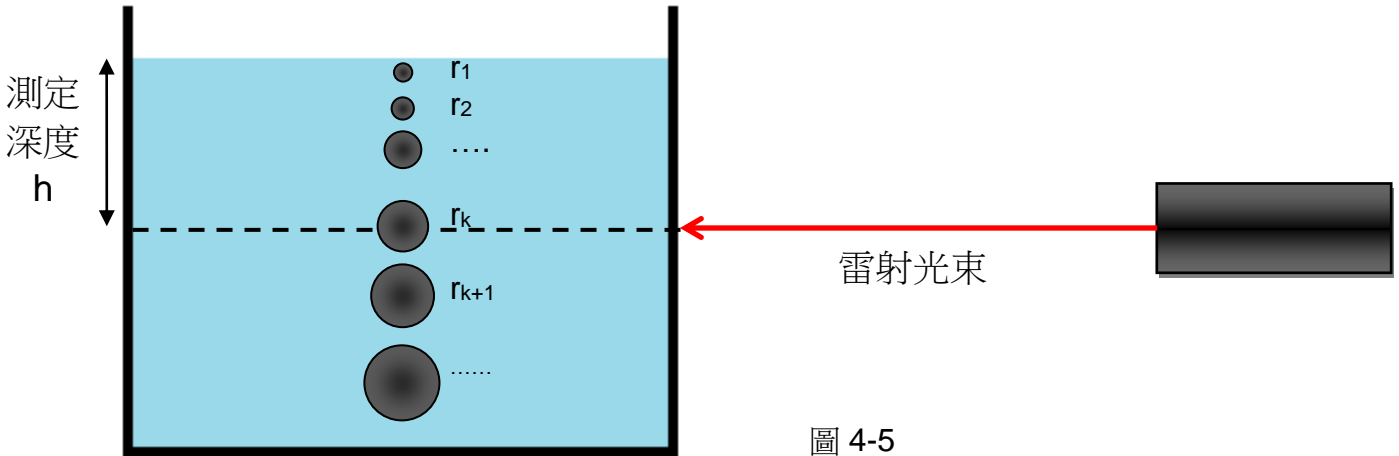 測定
深度
h
r1
r2
....
rk
rk+1
......
雷射光束
圖 4-5